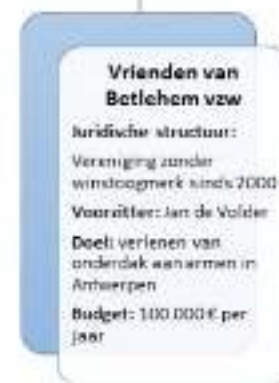 Vrienden van
Betlehem vzw
Juridische structuur:
Vereniging zonder
winstoogmerk sinds 2000
Voorzitter: Jan de Volder
Doel: verlenen van
onderdak aan armen in
Antwerpen
Budget: 100.000 € per
jaar